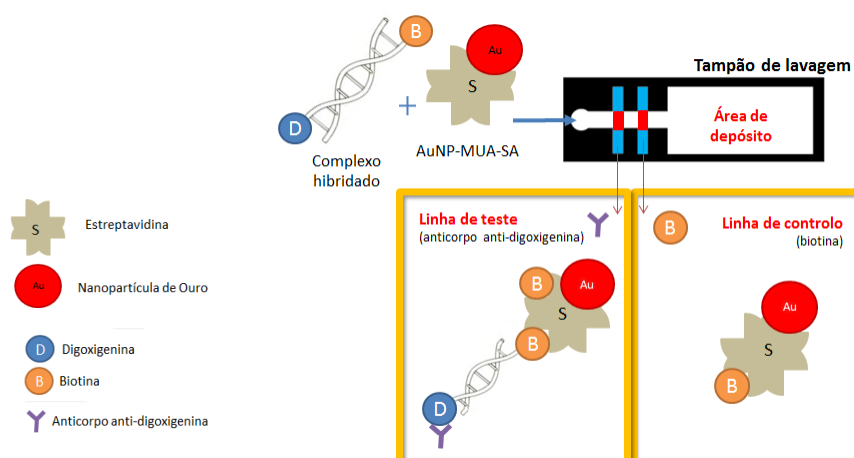 B
Au
S
D
Complexo
hibridado
AuNP-MUA-SA
Tampão de lavagem
Área de
depósito
S
Estreptavidina
Au
Nanopartícula de Ouro
D
Digoxigenina
B
Biotina
Anticorpo anti-digoxigenina
Linha de teste
(anticorpo anti-digoxigenina)
B
Au
S
B
D
B
Linha de controlo
(biotina)
Au
S
B